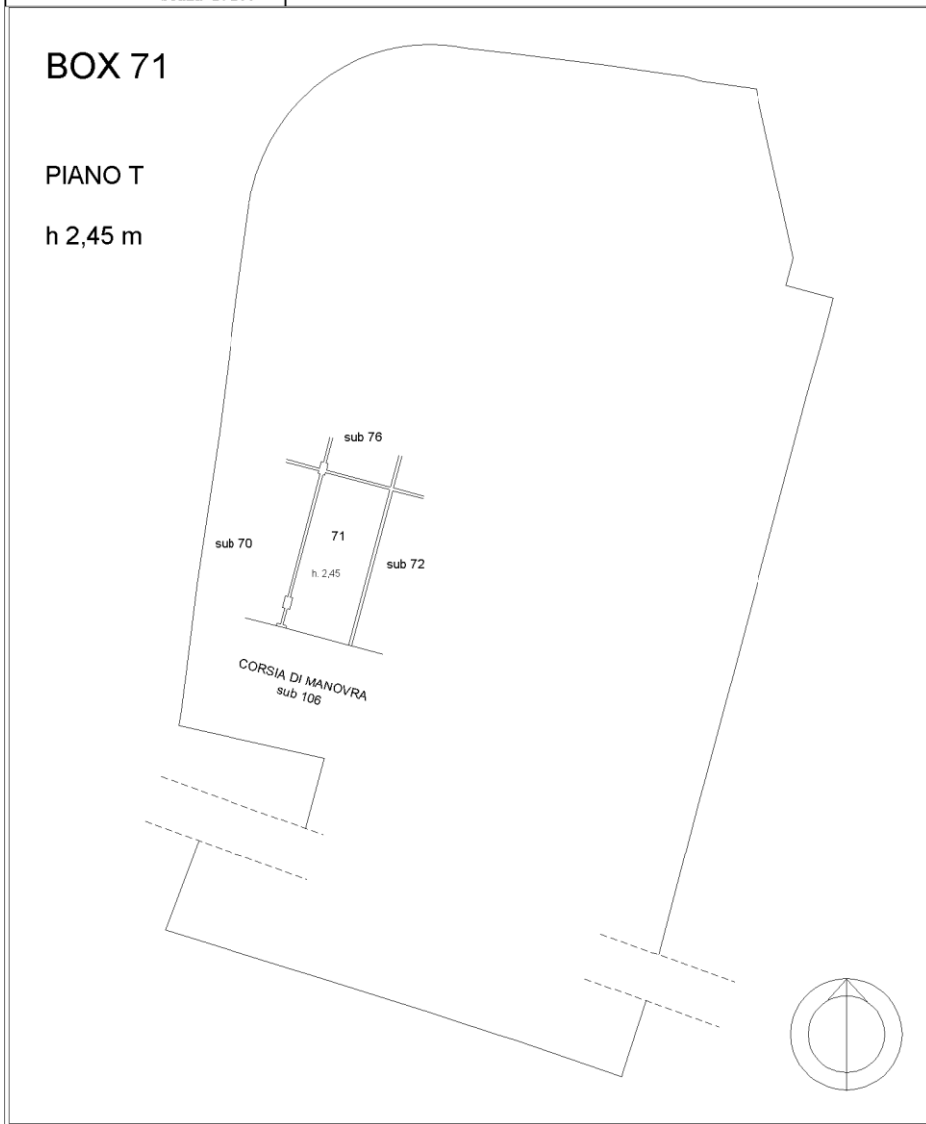 BOX 71
PIANO T
h 2,45 m
sub 76
71
sub 70
sub 72
h. 2,45
CORSIA DI MANOVRA
sub 106